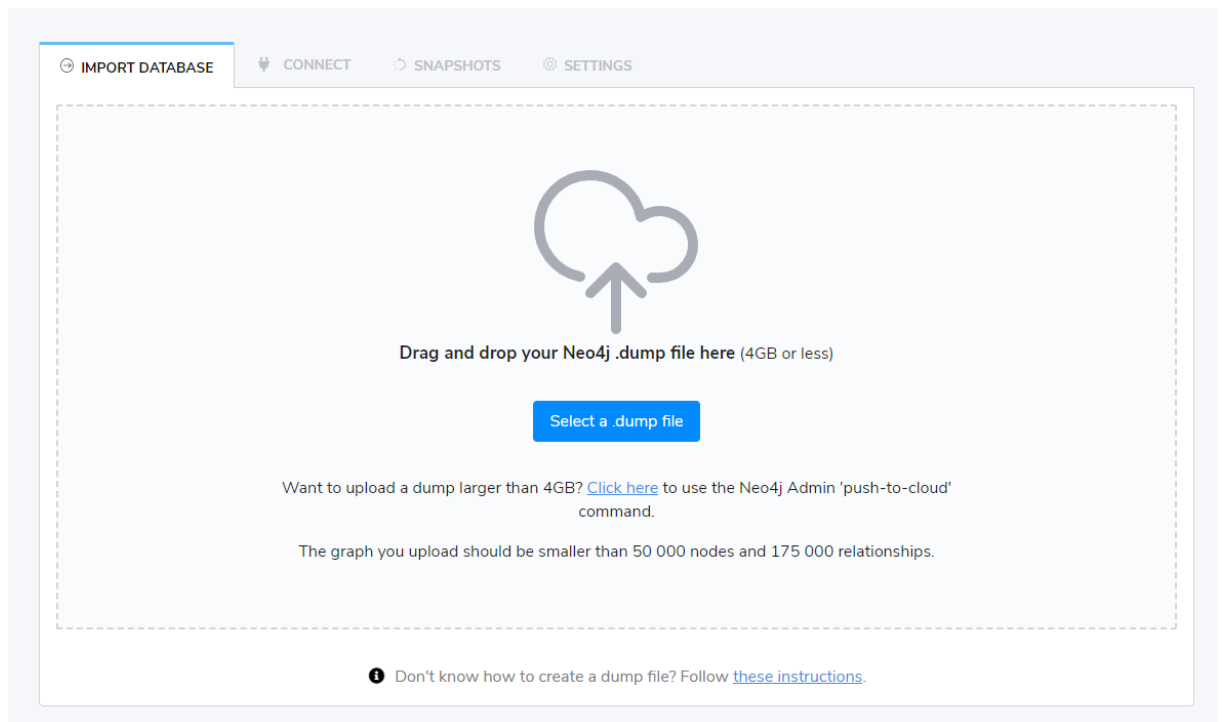 IMPORT DATABASE CONNECT SNAPSHOTS SETTINGS
Drag and drop your Neo4j .dump file here (4GB or less)
Select a .dump file
Want to upload a dump larger than 4GB? Click here to use the Neo4j Admin 'push-to-cloud'
command.
The graph you upload should be smaller than 50 000 nodes and 175 000 relationships.
Don't know how to create a dump file? Follow these instructions.